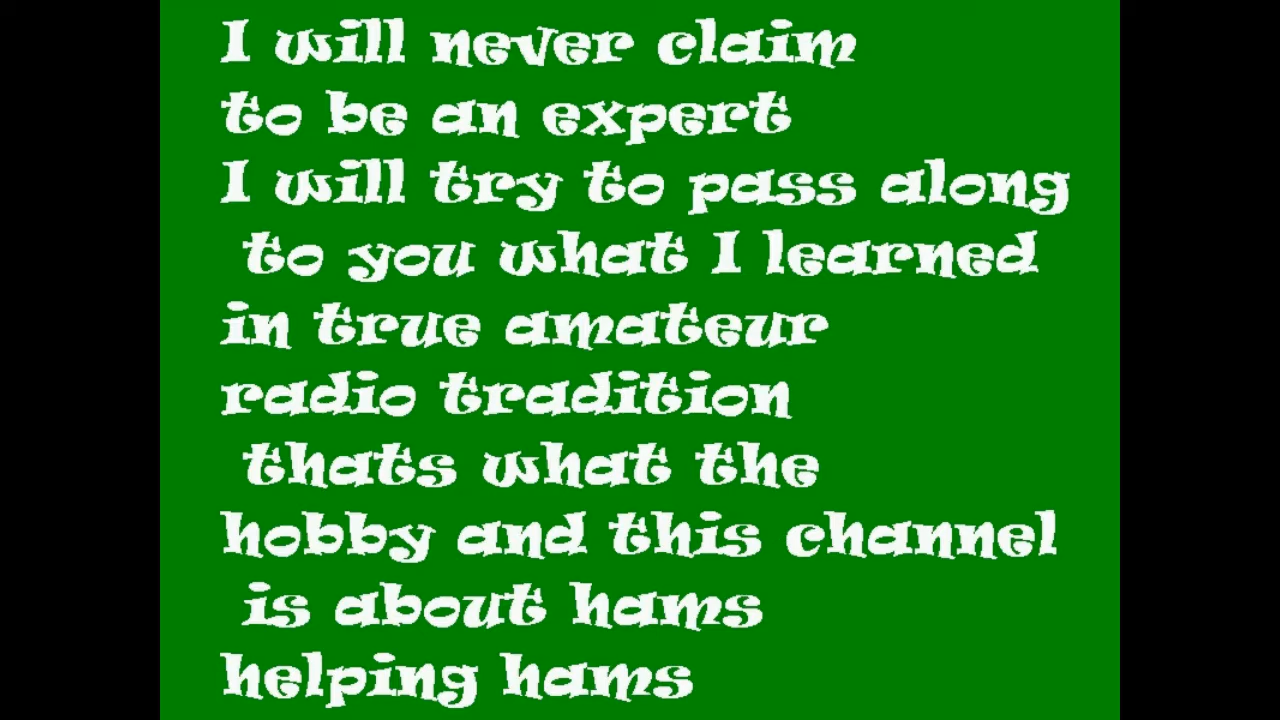 I will never claim
to be an expert
I will try to pass along
to you what I learned
in true amateur
radio tradition
thats what the
hobby and this channel
is about hams
helping hams